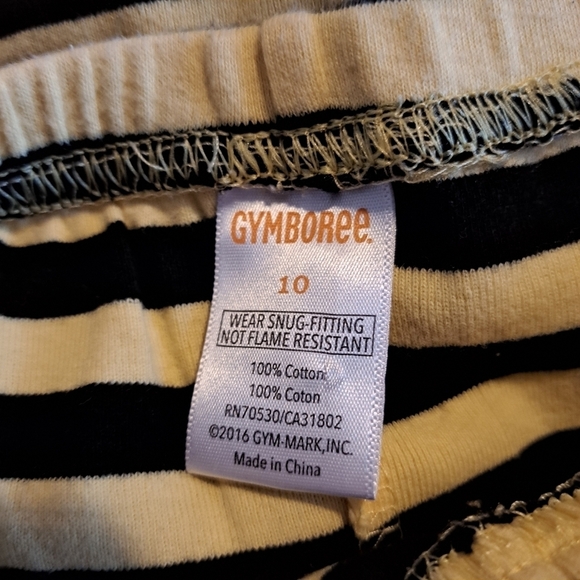 GYMBOREE.
10
WEAR SNUG-FITTING
NOT FLAME RESISTANT
100% Cotton
100% Coton
RN70530/CA31802
©2016 GYM-MARK,INC.
Made in China